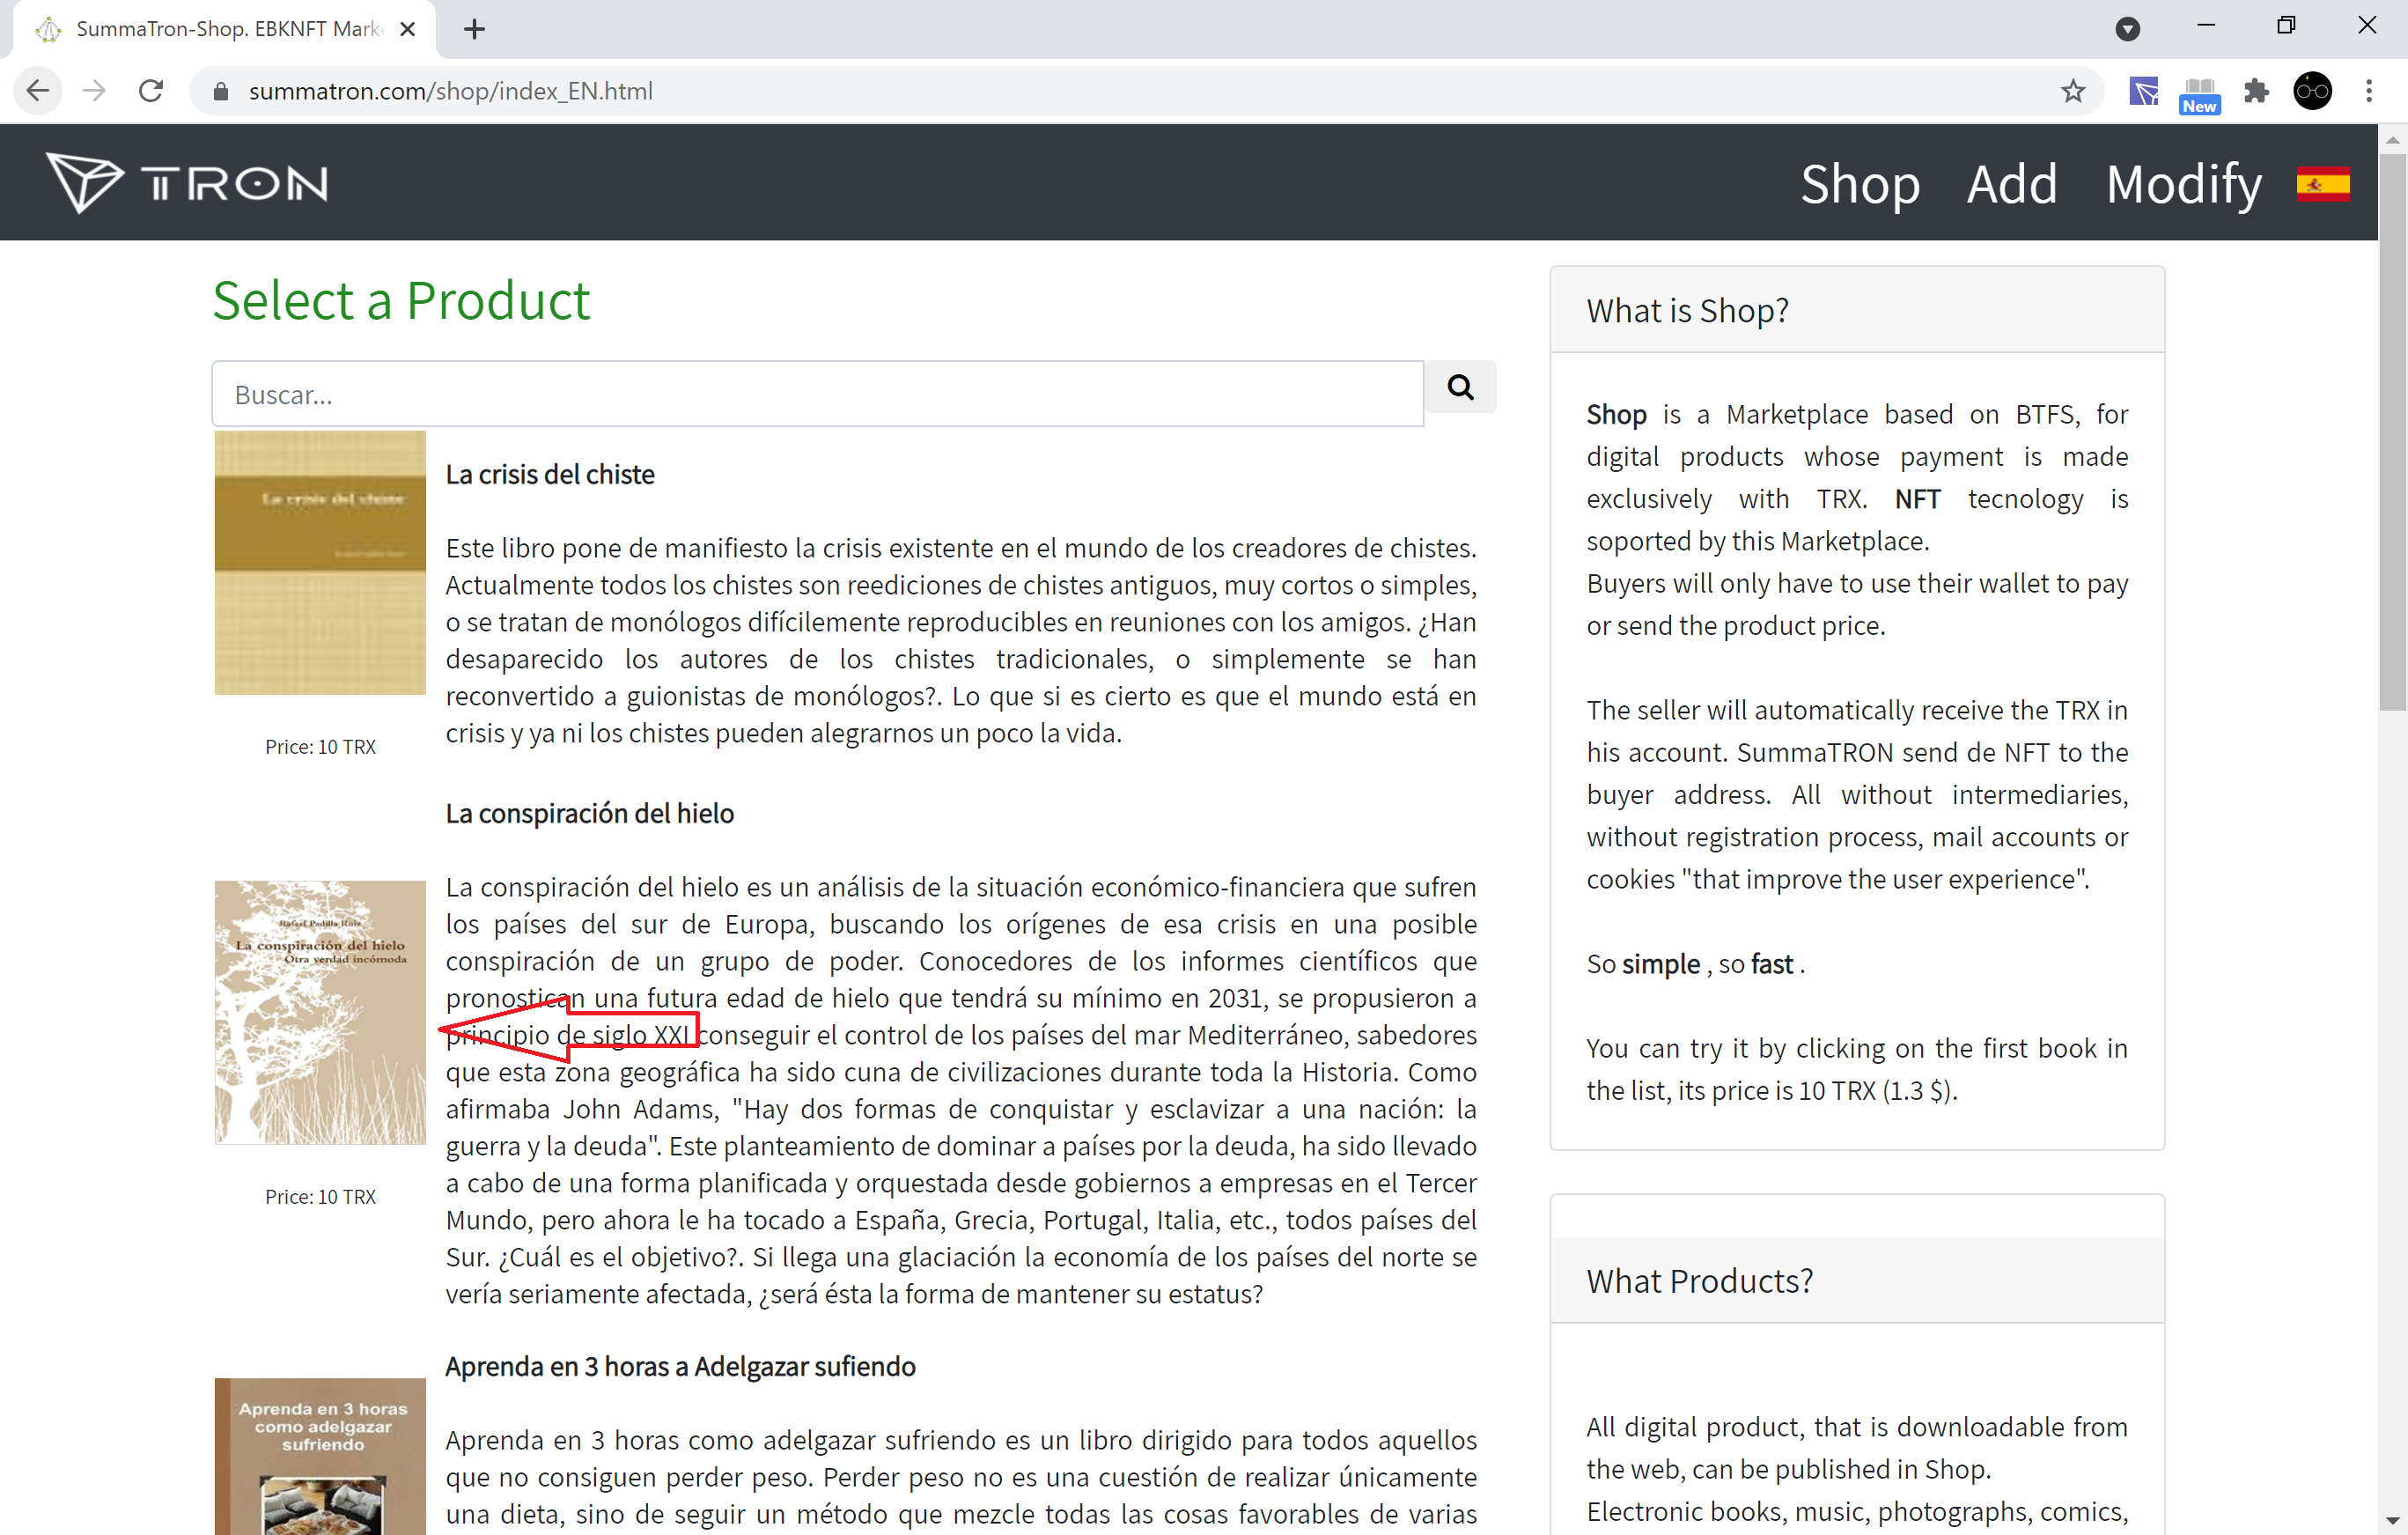 SummaTron-Shop. EBKNFT Mark
summatron.com/shop/index_EN.html
New
TRON
Shop Add Modify
Select a Product
Buscar...
La crisis del chiste
La crisis del chiste
Este libro pone de manifiesto la crisis existente en el mundo de los creadores de chistes.
Actualmente todos los chistes son reediciones de chistes antiguos, muy cortos o simples,
o se tratan de monólogos difícilemente reproducibles en reuniones con los amigos. ¿Han
desaparecido los autores de los chistes tradicionales, o simplemente se han
reconvertido a guionistas de monólogos?. Lo que si es cierto es que el mundo está en
crisis y ya ni los chistes pueden alegrarnos un poco la vida.
Price: 10 TRX
La conspiración del hielo
Rafael Padilla Ruiz
La conspiración del hielo
Otra verdad incómoda
La conspiración del hielo es un análisis de la situación económico-financiera que sufren
los países del sur de Europa, buscando los orígenes de esa crisis en una posible
conspiración de un grupo de poder. Conocedores de los informes científicos que
pronostican una futura edad de hielo que tendrá su mínimo en 2031, se propusieron a
principio de siglo XXI conseguir el control de los países del mar Mediterráneo, sabedores
que esta zona geográfica ha sido cuna de civilizaciones durante toda la Historia. Como
afirmaba John Adams, "Hay dos formas de conquistar y esclavizar a una nación: la
guerra y la deuda". Este planteamiento de dominar a países por la deuda, ha sido llevado
a cabo de una forma planificada y orquestada desde gobiernos a empresas en el Tercer
Mundo, pero ahora le ha tocado a España, Grecia, Portugal, Italia, etc., todos países del
Sur. ¿Cuál es el objetivo?. Si llega una glaciación la economía de los países del norte se
vería seriamente afectada, ¿será ésta la forma de mantener su estatus?
Price: 10 TRX
Aprenda en 3 horas a Adelgazar sufiendo
Aprenda en 3 horas
como adelgazar
sufriendo
Aprenda en 3 horas como adelgazar sufriendo es un libro dirigido para todos aquellos
que no consiguen perder peso. Perder peso no es una cuestión de realizar únicamente
una dieta, sino de seguir un método que mezcle todas las cosas favorables de varias
What is Shop?
Shop is a Marketplace based on BTFS, for
digital products whose payment is made
exclusively with TRX. NFT tecnology is
soported by this Marketplace.
Buyers will only have to use their wallet to pay
or send the product price.
The seller will automatically receive the TRX in
his account. SummaTRON send de NFT to the
buyer address. All without intermediaries,
without registration process, mail accounts or
cookies "that improve the user experience".
So simple , so fast .
You can try it by clicking on the first book in
the list, its price is 10 TRX (1.3 $).
What Products?
All digital product, that is downloadable from
the web, can be published in Shop.
Electronic books, music, photographs, comics,